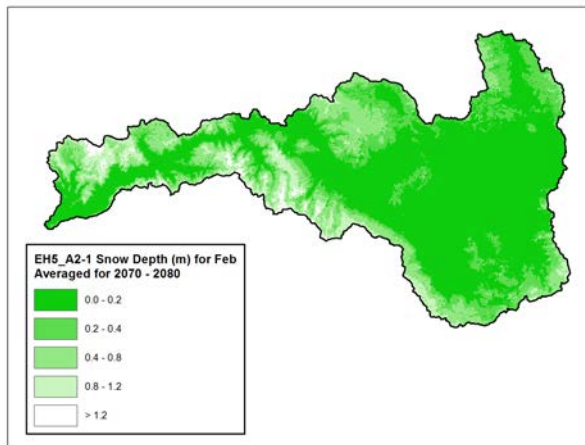 EH5_A2-1 Snow Depth (m) for Feb
Averaged for 2070 - 2080
0.0 - 0.2
0.2 - 0.4
0.4 - 0.8
0.8 - 1.2
> 1.2